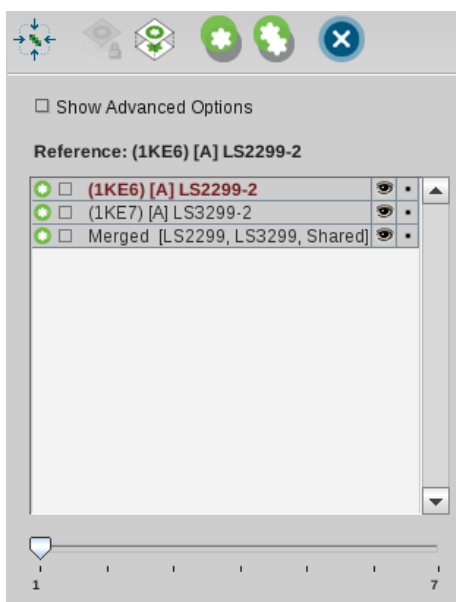 Show Advanced Options
Reference: (1KE6) [A] LS2299-2
(1KE6) [A] LS2299-2
(1KE7) [A] LS3299-2
Merged [LS2299, LS3299, Shared]
1 7